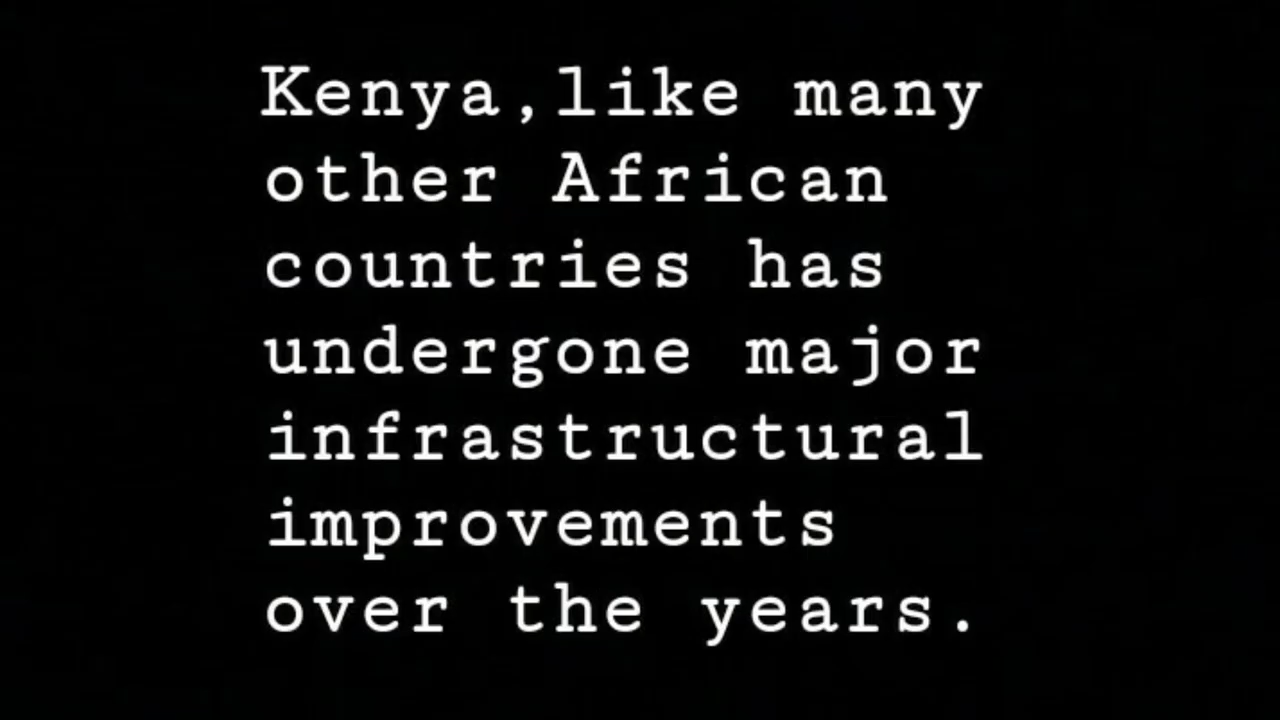 Kenya,like many
other African
countries has
undergone major
infrastructural
improvements
over the years.